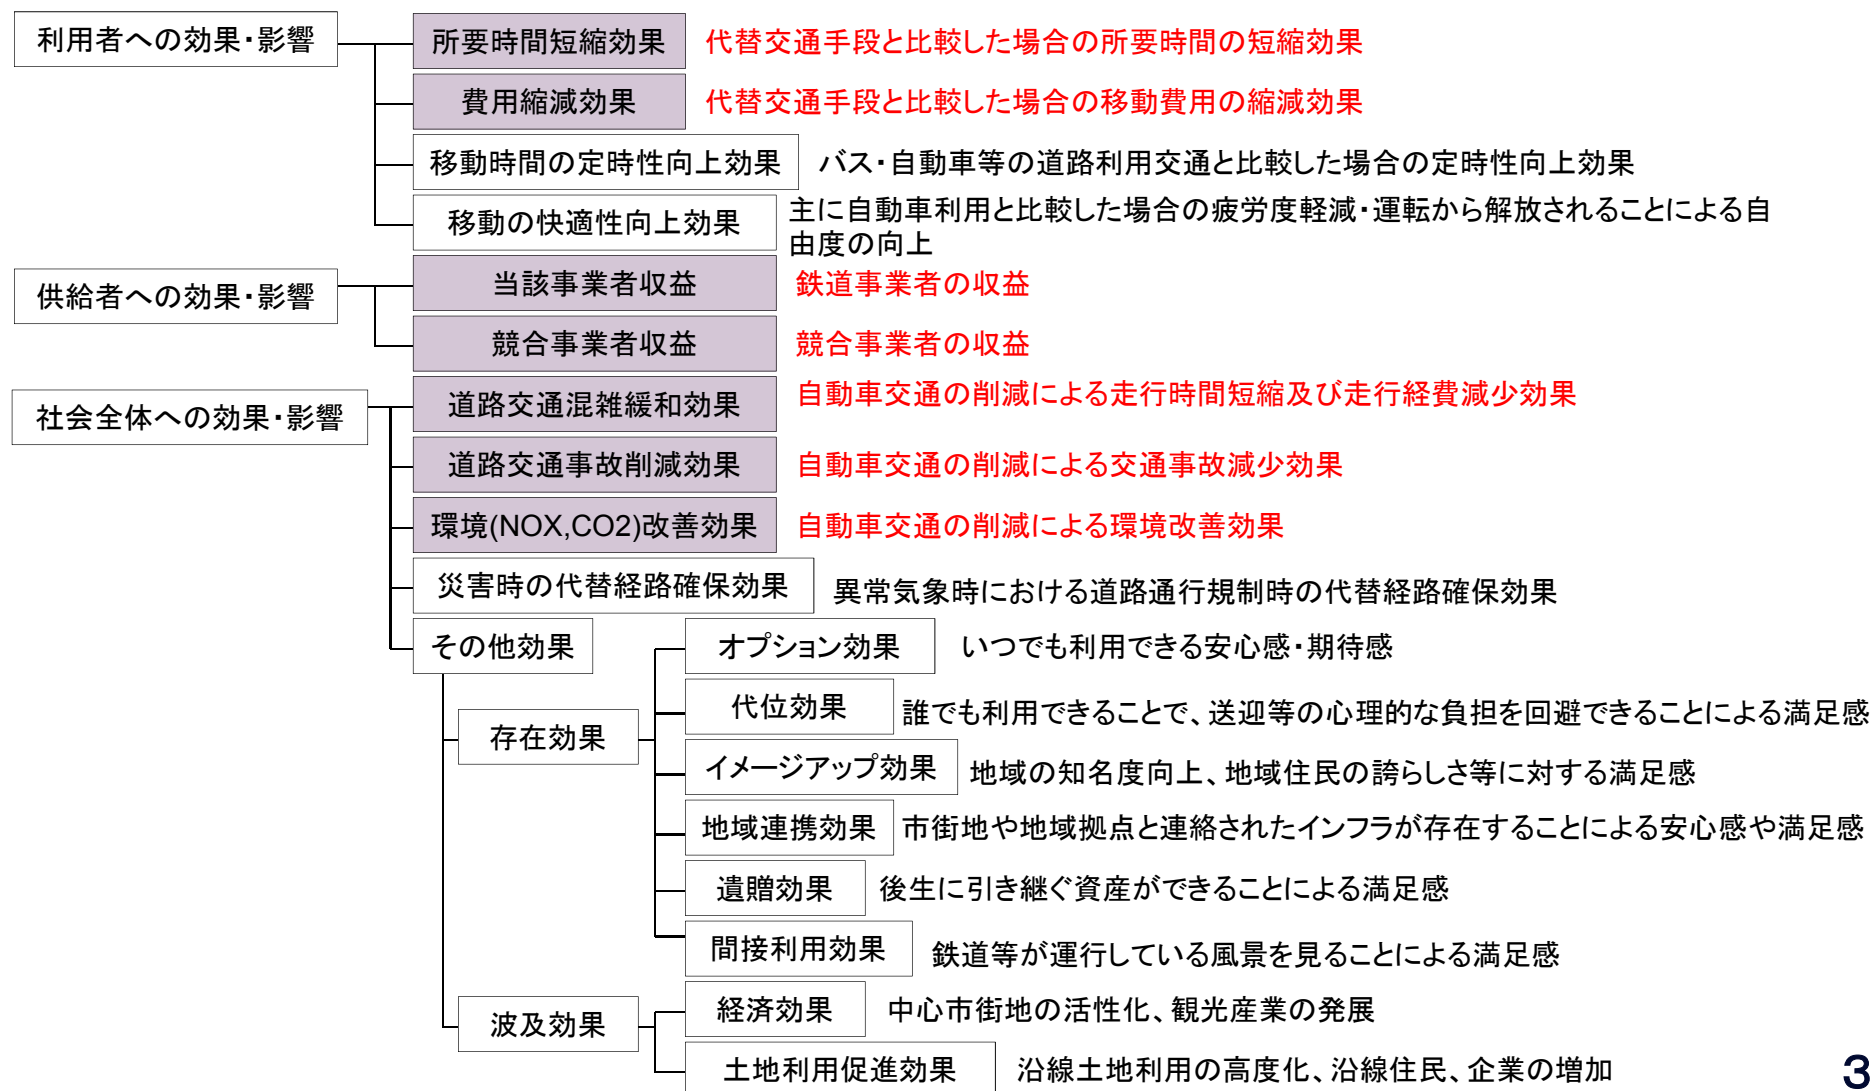 利用者への効果・影響
所要時間短縮効果 代替交通手段と比較した場合の所要時間の短縮効果
費用縮減効果 代替交通手段と比較した場合の移動費用の縮減効果
移動時間の定時性向上効果 バス・自動車等の道路利用交通と比較した場合の定時性向上効果
移動の快適性向上効果 主に自動車利用と比較した場合の疲労度軽減・運転から解放されることによる自
由度の向上
供給者への効果・影響
当該事業者収益 鉄道事業者の収益
競合事業者収益 競合事業者の収益
社会全体への効果・影響
道路交通混雑緩和効果 自動車交通の削減による走行時間短縮及び走行経費減少効果
道路交通事故削減効果 自動車交通の削減による交通事故減少効果
環境(NOX,CO2)改善効果 自動車交通の削減による環境改善効果
災害時の代替経路確保効果 異常気象時における道路通行規制時の代替経路確保効果
その他効果
存在効果
オプション効果 いつでも利用できる安心感・期待感
代位効果 誰でも利用できることで、送迎等の心理的な負担を回避できることによる満足感
イメージアップ効果 地域の知名度向上、地域住民の誇らしさ等に対する満足感
地域連携効果 市街地や地域拠点と連絡されたインフラが存在することによる安心感や満足感
遺贈効果 後生に引き継ぐ資産ができることによる満足感
間接利用効果 鉄道等が運行している風景を見ることによる満足感
波及効果
経済効果 中心市街地の活性化、観光産業の発展
土地利用促進効果 沿線土地利用の高度化、沿線住民、企業の増加
3